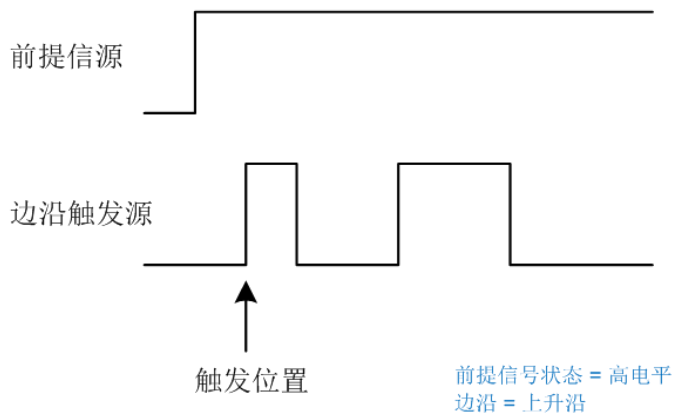 前提信源
边沿触发源
触发位置
前提信号状态 = 高电平
边沿 = 上升沿